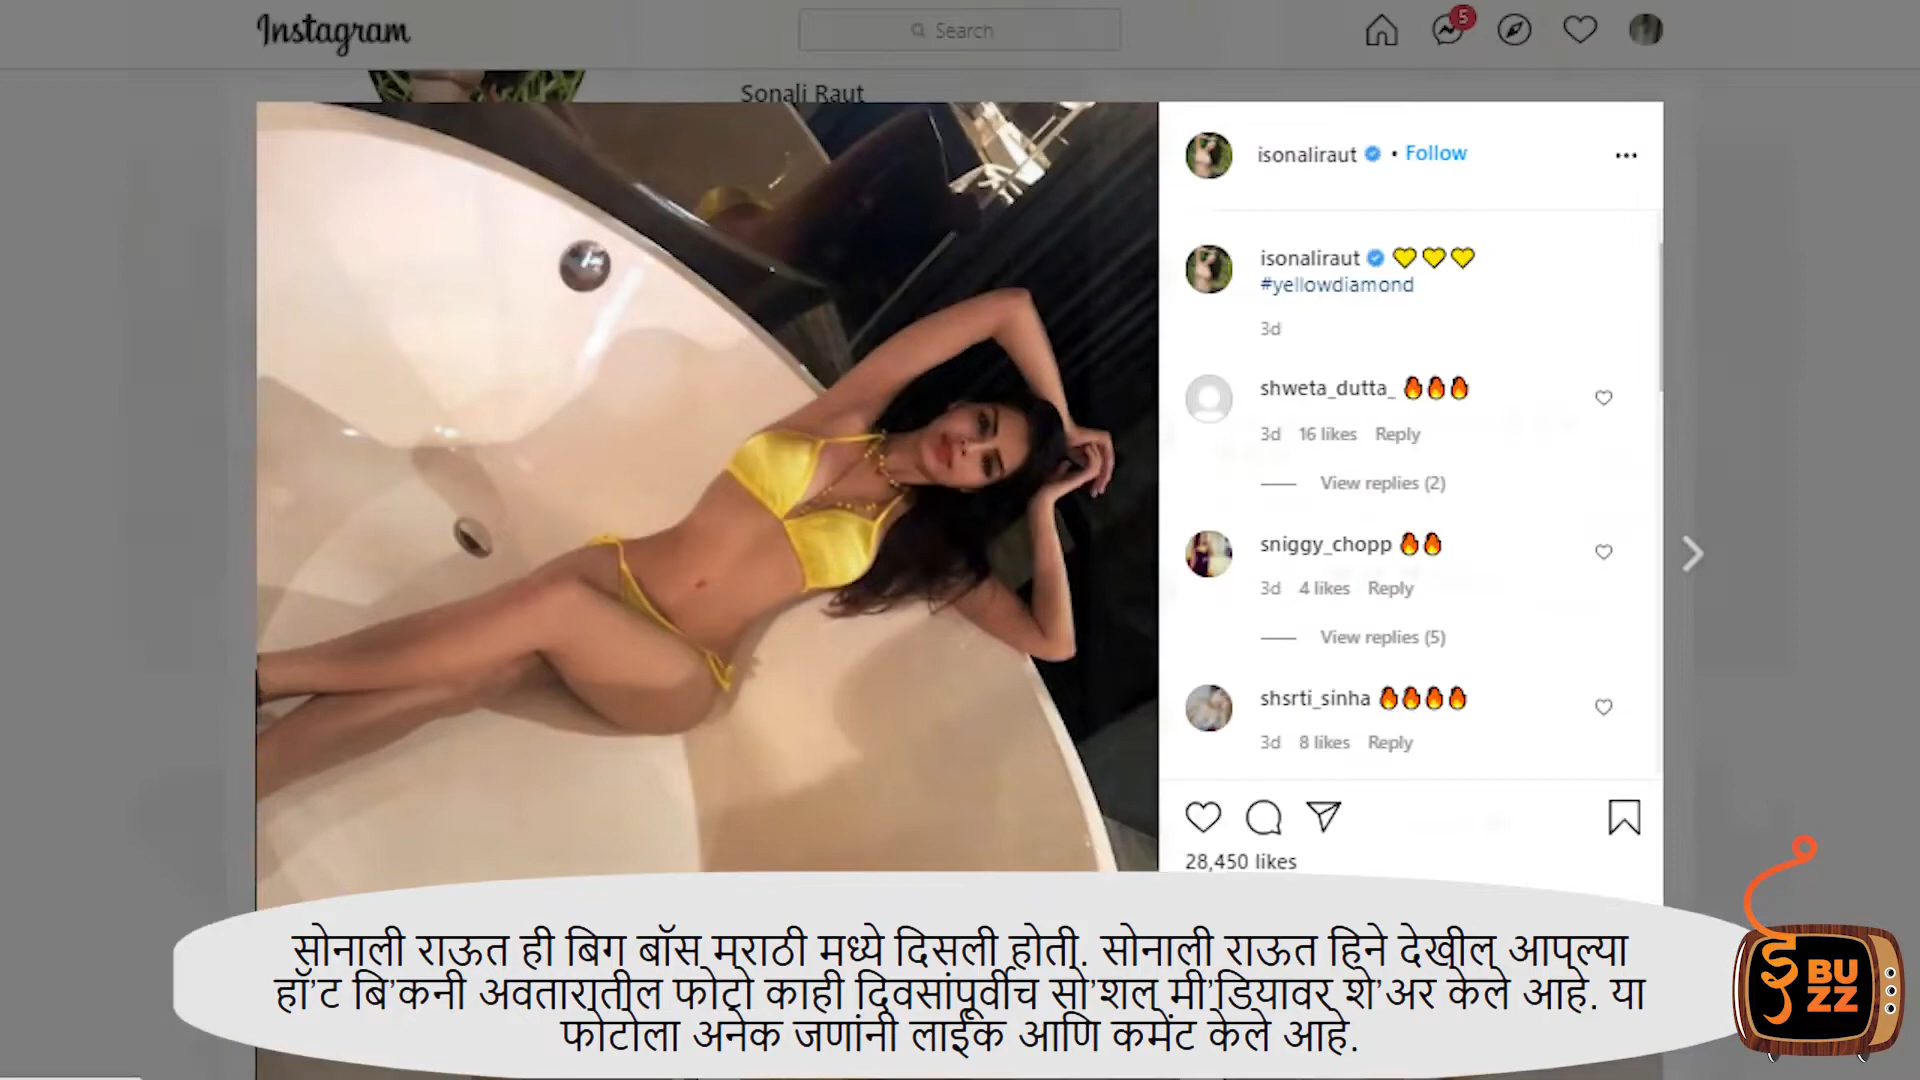 Instagram
Search
5
Sonali Raut
isonaliraut • Follow
isonaliraut 💛💛💛
#yellowdiamond
3d
shweta_dutta_ 🔥🔥🔥
3d 16 likes Reply
View replies (2)
sniggy_chopp 🔥🔥
3d 4 likes Reply
View replies (5)
shsrti_sinha 🔥🔥🔥🔥
3d 8 likes Reply
28,450 likes
सोनाली राऊत ही बिग बॉस मराठी मध्ये दिसली होती. सोनाली राऊत हिने देखील आपल्या
हॉ'ट बि'कनी अवतारातील फोटो काही दिवसांपूर्वीच सो'शल मी'डियावर शे'अर केले आहे. या
फोटोला अनेक जणांनी लाईक आणि कमेंट केले आहे.
ई BU
ZZ